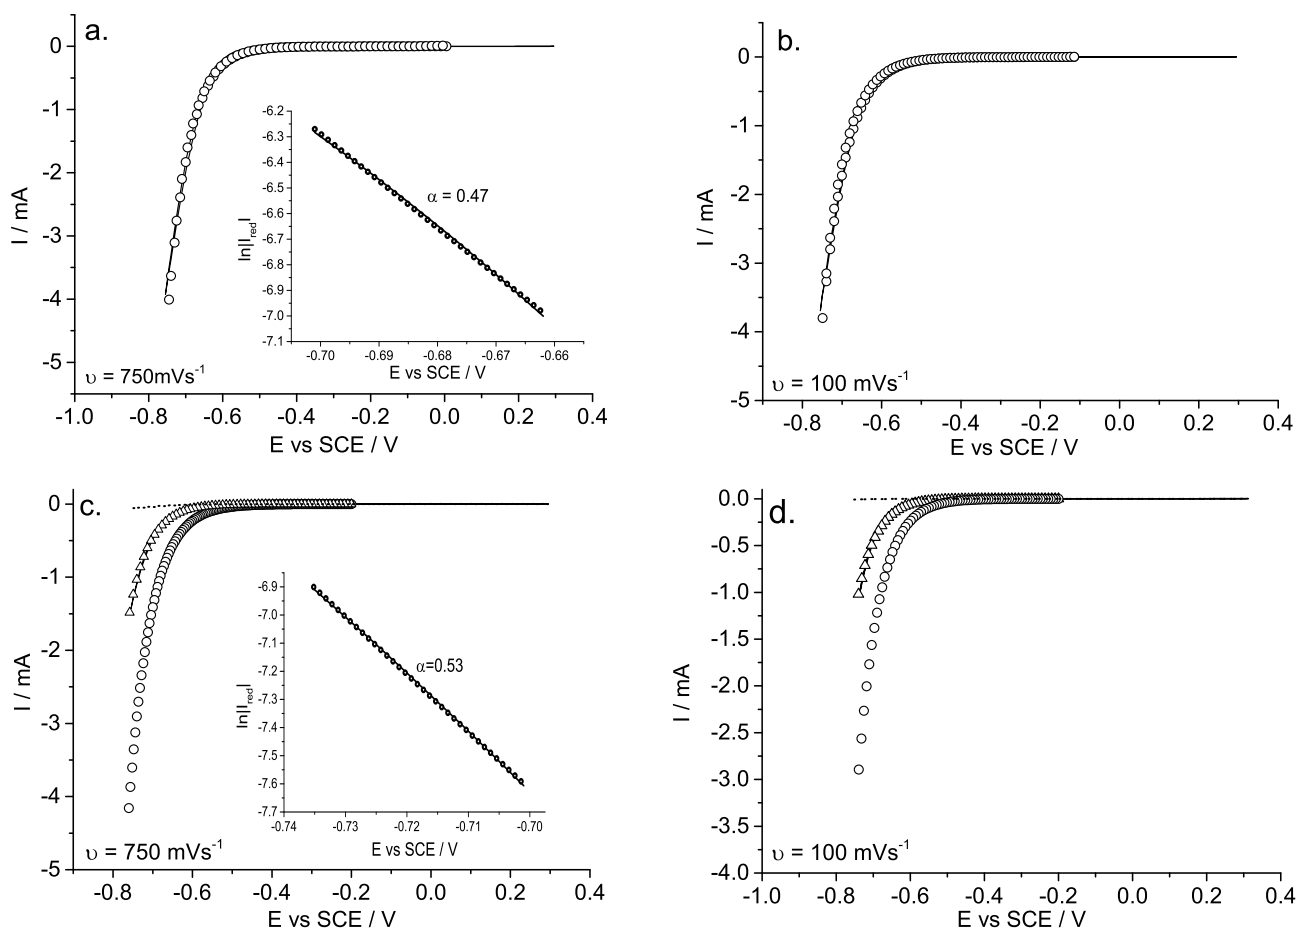 a.
0
-1
-2
-3
-4
-5
I / mA
-1.0 -0.8 -0.6 -0.4 -0.2 0.0 0.2 0.4
E vs SCE / V
υ = 750mVs⁻¹
-6.2
-6.3
-6.4
-6.5
-6.6
-6.7
-6.8
-6.9
-7.0
-7.1
ln|I_red|
α = 0.47
-0.70 -0.69 -0.68 -0.67 -0.66
E vs SCE / V
b.
0
-1
-2
-3
-4
-5
I / mA
-0.8 -0.6 -0.4 -0.2 0.0 0.2 0.4
E vs SCE / V
υ = 100 mVs⁻¹
c.
0
-1
-2
-3
-4
-5
I / mA
-0.8 -0.6 -0.4 -0.2 0.0 0.2 0.4
E vs SCE / V
υ = 750 mVs⁻¹
-6.9
-7.0
-7.1
-7.2
-7.3
-7.4
-7.5
-7.6
-7.7
ln|I_red|
α=0.53
-0.74 -0.73 -0.72 -0.71 -0.70
E vs SCE / V
d.
0.0
-0.5
-1.0
-1.5
-2.0
-2.5
-3.0
-3.5
-4.0
I / mA
-1.0 -0.8 -0.6 -0.4 -0.2 0.0 0.2 0.4
E vs SCE / V
υ = 100 mVs⁻¹